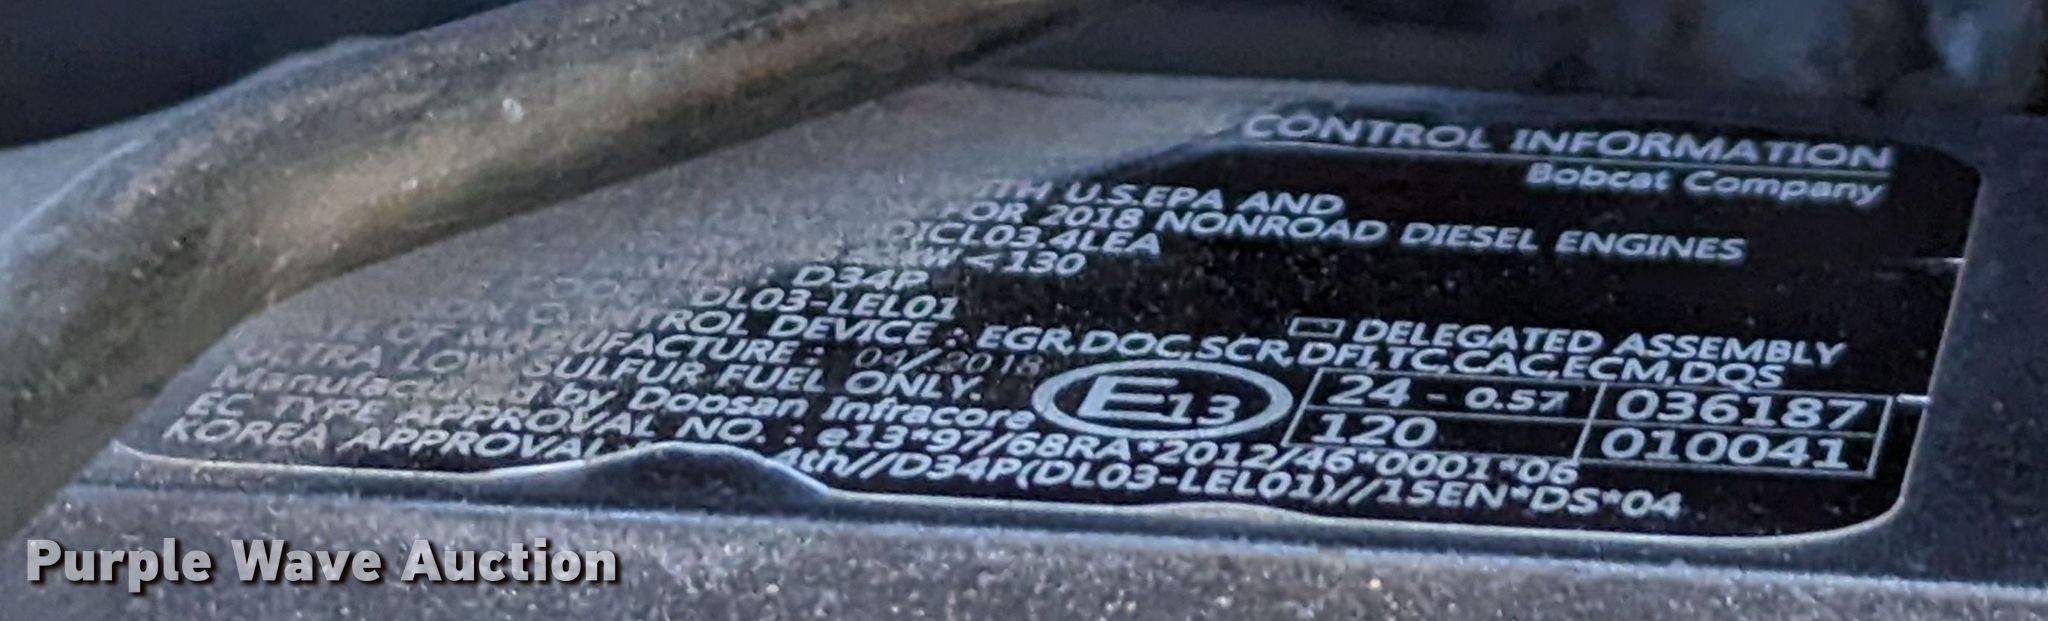 CONTROL INFORMATION
Bobcat Company
U.S.EPA AND
FOR 2018 NONROAD DIESEL ENGINES
DICL03.4LEA
KW<130
D34P
DL03-LEL01
DELEGATED ASSEMBLY
CONTROL DEVICE : EGR,DOC,SCR,DFI,TC,CAC,ECM,DQS
OF MANUFACTURE : 04/.2018
ULTRA LOW SULFUR FUEL ONLY.
Manufactured by Doosan Infracore
E13
24 - 0.57 036187
120 010041
EC TYPE APPROVAL NO. : e13*97/68RA*2012/46*0001*06
KOREA APPROVAL 4th//D34P(DL03-LEL01)//1SEN*DS*04
Purple Wave Auction